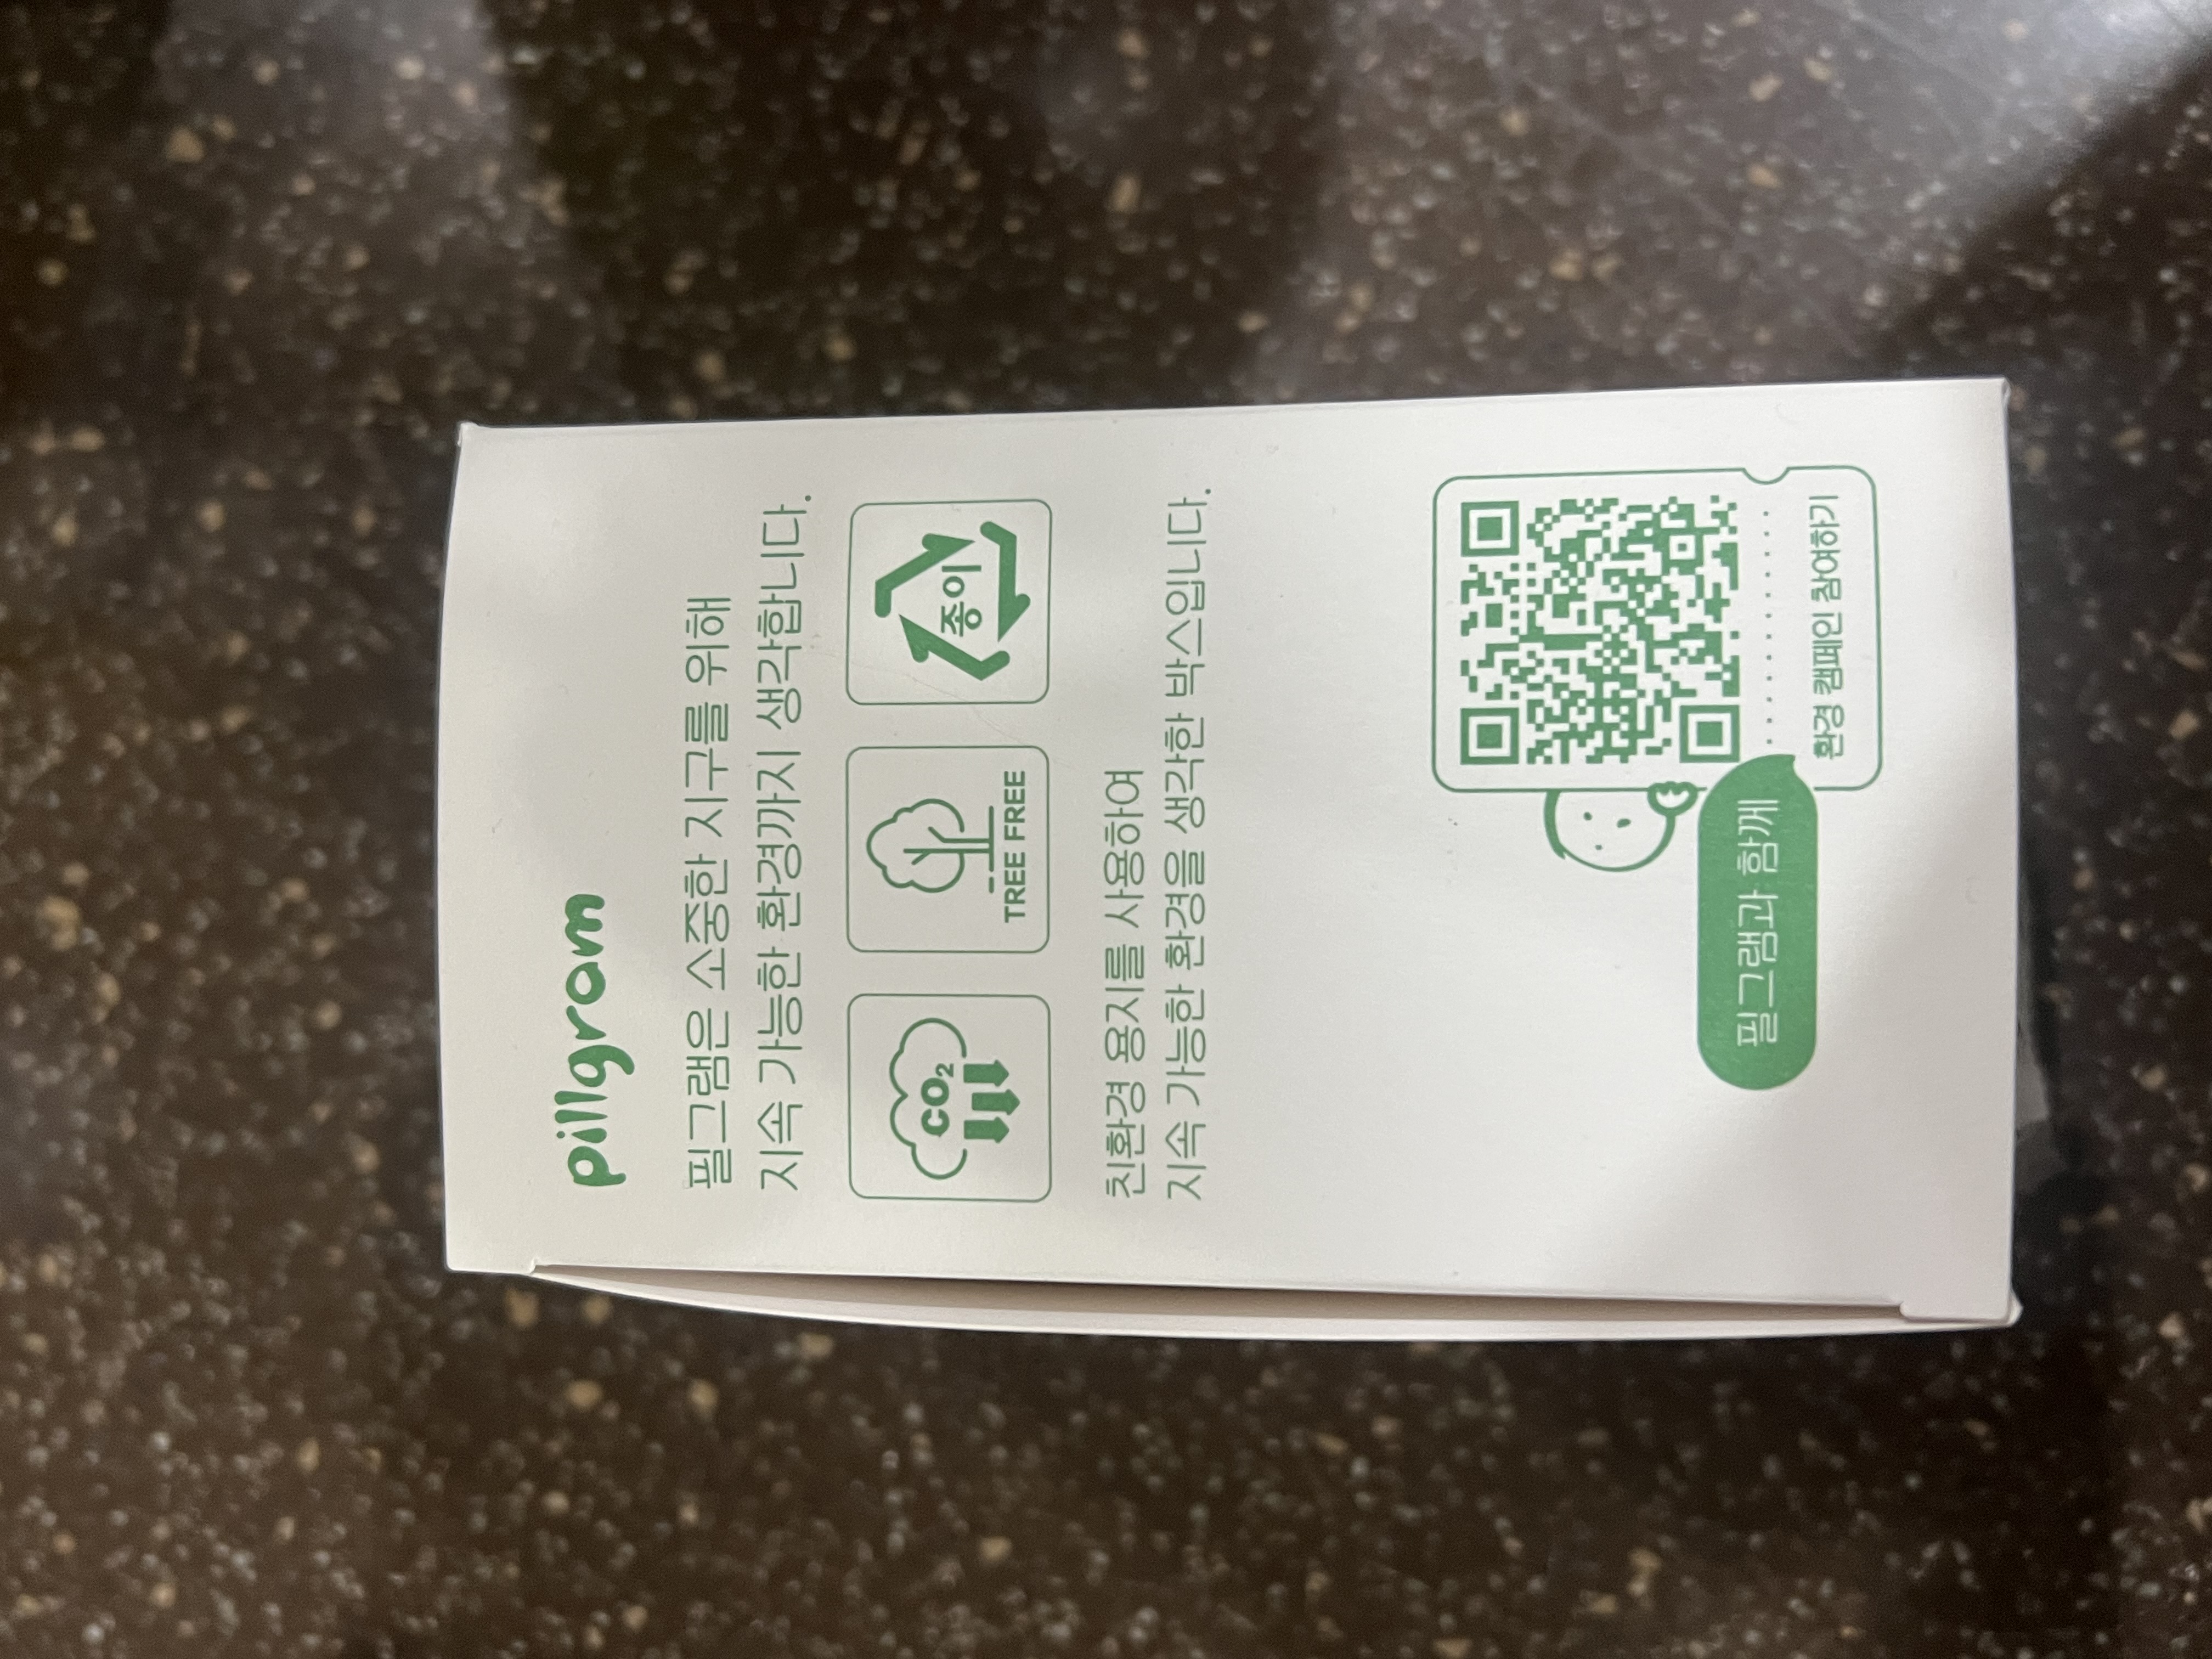 pillgram
필그램은 소중한 지구를 위해
지속 가능한 환경까지 생각합니다.
CO₂
TREE FREE
종이
친환경 용지를 사용하여
지속 가능한 환경을 생각한 박스입니다.
필그램과 함께
환경 캠페인 참여하기